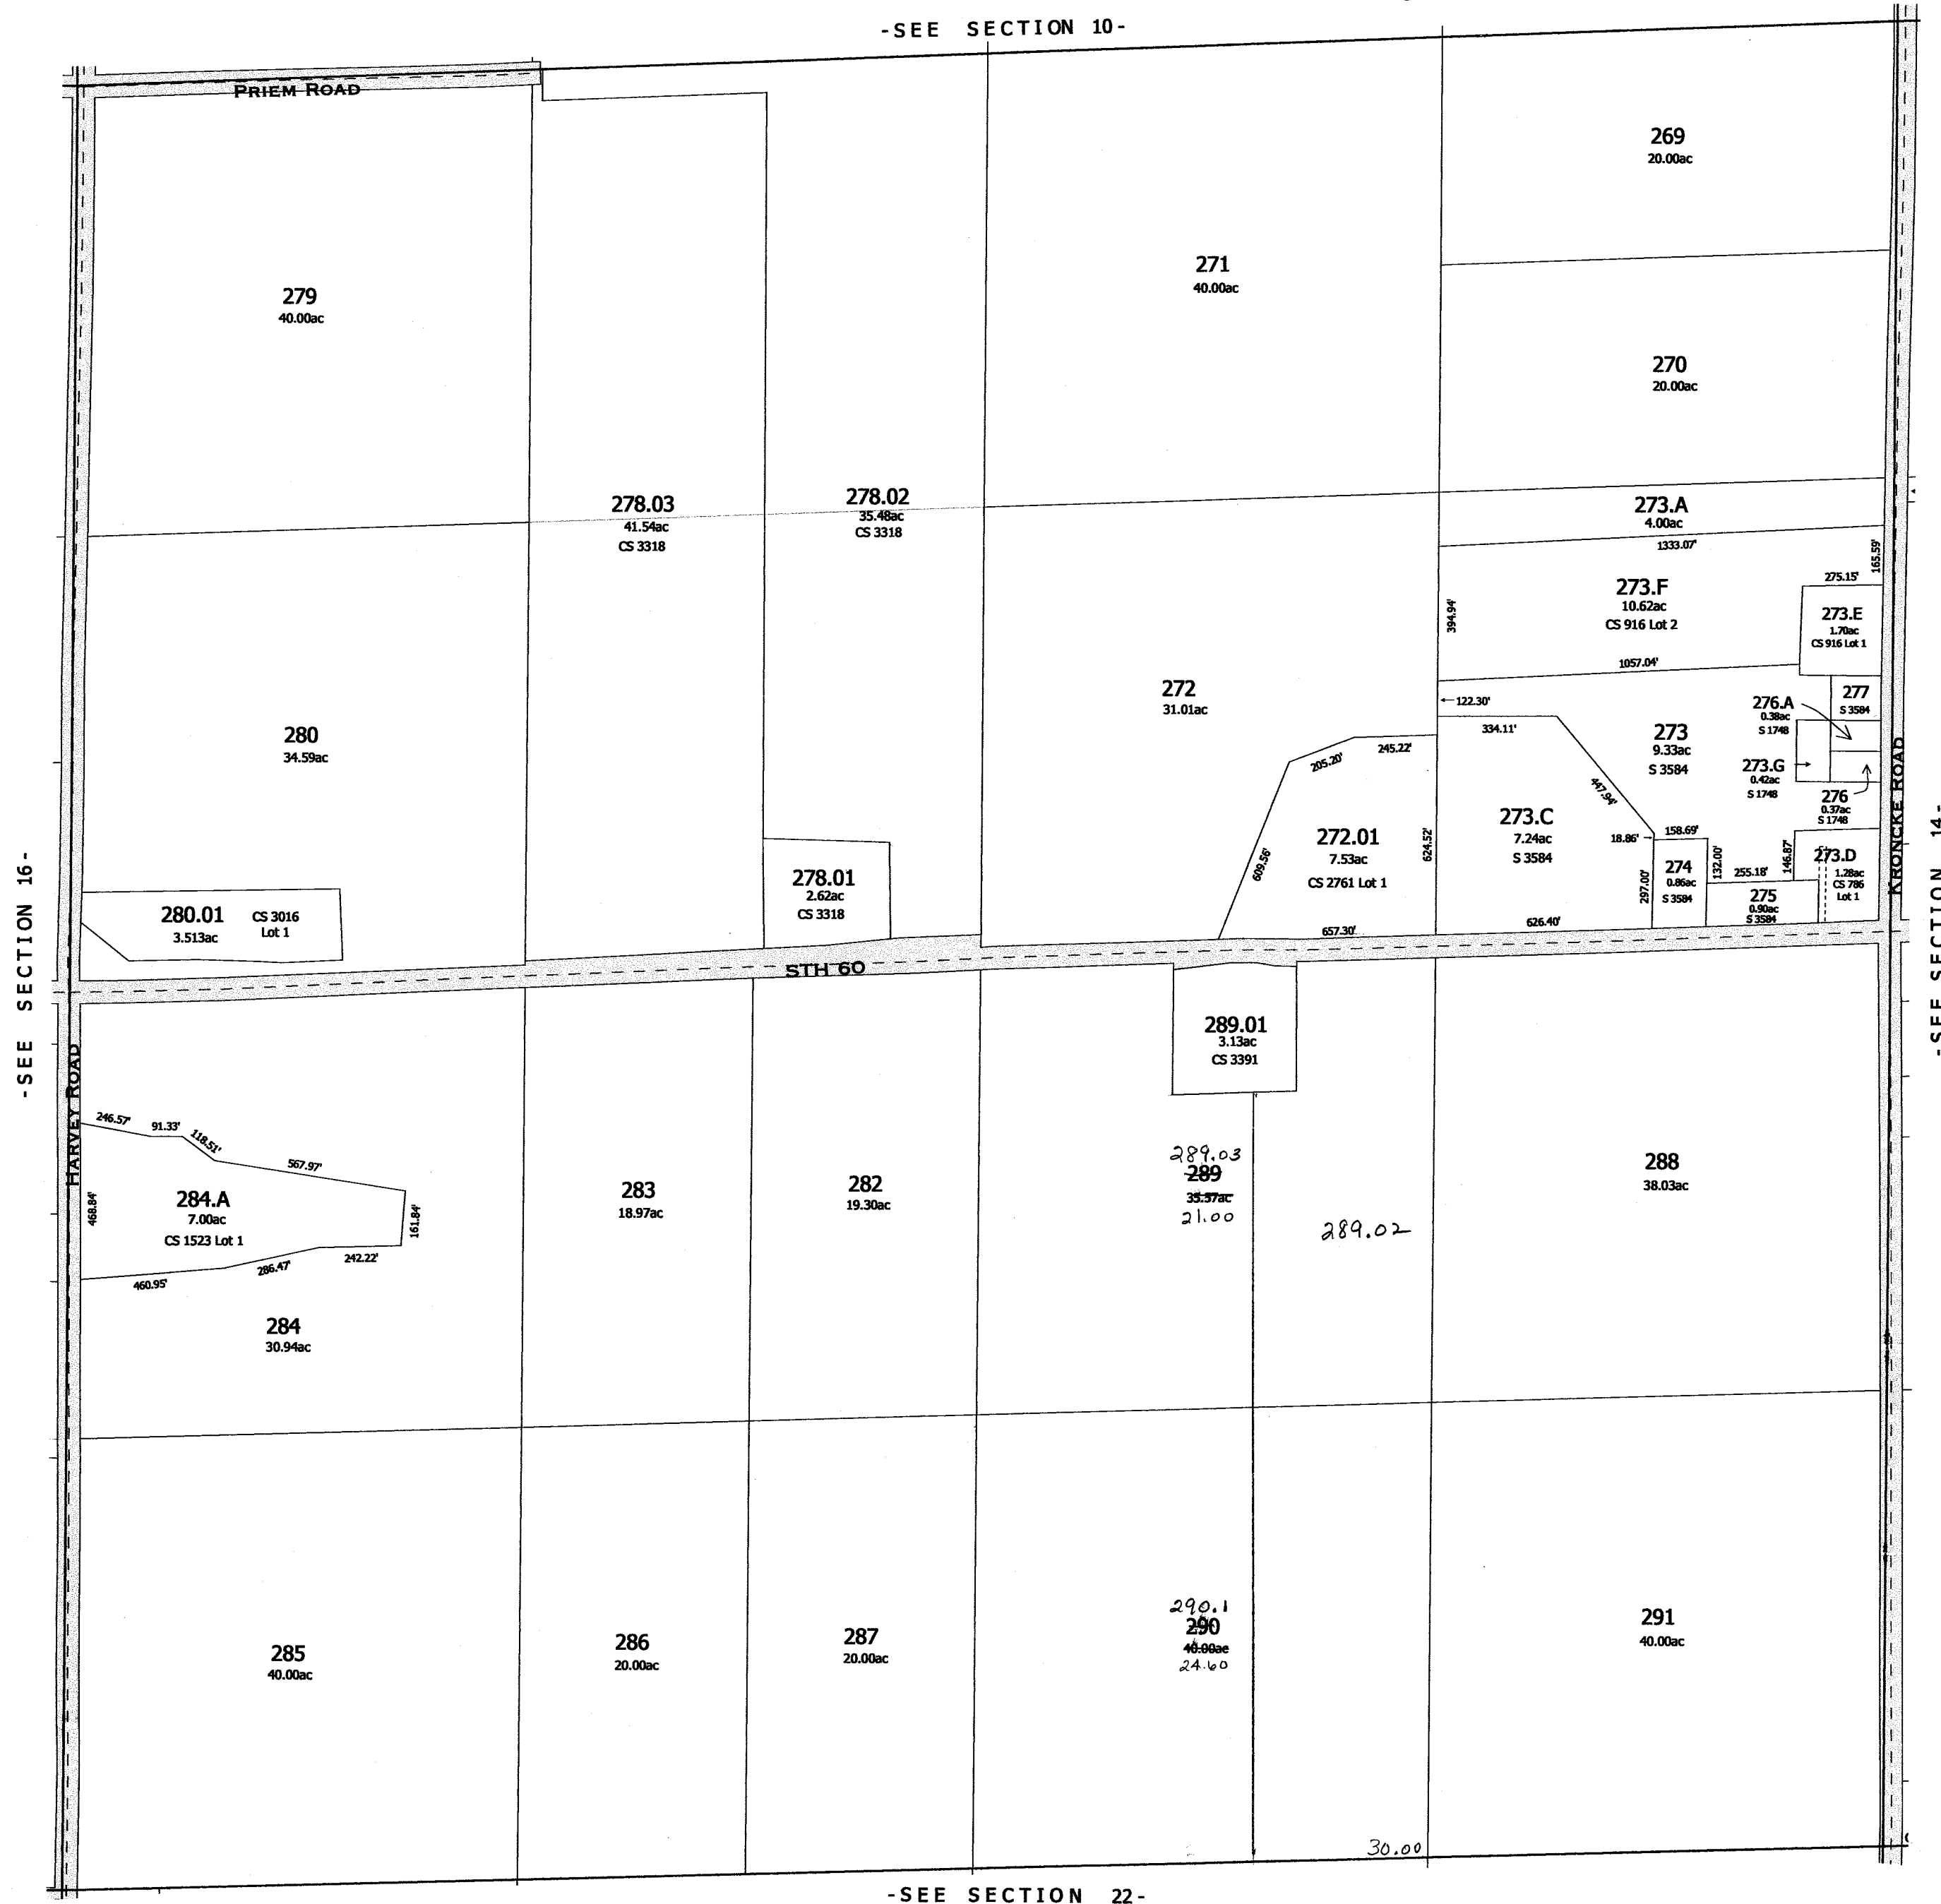 -SEE SECTION 10-
PRIEM ROAD
269
20.00ac
271
40.00ac
279
40.00ac
270
20.00ac
278.03
41.54ac
CS 3318
278.02
35.48ac
CS 3318
273.A
4.00ac
1333.07'
165.59'
275.15'
273.F
10.62ac
CS 916 Lot 2
394.94'
273.E
1.70ac
CS 916 Lot 1
1057.04'
272
31.01ac
122.30'
334.11'
276.A
0.38ac
S 1748
277
S 3584
280
34.59ac
273
9.33ac
S 3584
245.22'
205.20'
447.94'
273.G
0.42ac
S 1748
276
0.37ac
S 1748
KRONCKE ROAD
272.01
7.53ac
CS 2761 Lot 1
609.56'
624.52'
657.30'
273.C
7.24ac
S 3584
626.40'
18.86'
158.69'
297.00'
274
0.86ac
S 3584
132.00'
255.18'
146.87'
275
0.90ac
S 3584
273.D
1.28ac
CS 786
Lot 1
278.01
2.62ac
CS 3318
280.01
3.513ac
CS 3016
Lot 1
-SEE SECTION 16-
-SEE SECTION 14-
STH 60
HARVEY ROAD
289.01
3.13ac
CS 3391
246.57'
91.33'
118.51'
567.97'
468.84'
284.A
7.00ac
CS 1523 Lot 1
161.84'
242.22'
286.47'
460.95'
284
30.94ac
283
18.97ac
282
19.30ac
289.03
289
35.57ac
21.00
289.02
288
38.03ac
285
40.00ac
286
20.00ac
287
20.00ac
290.1
290
40.00ac
24.60
291
40.00ac
30.00
-SEE SECTION 22-